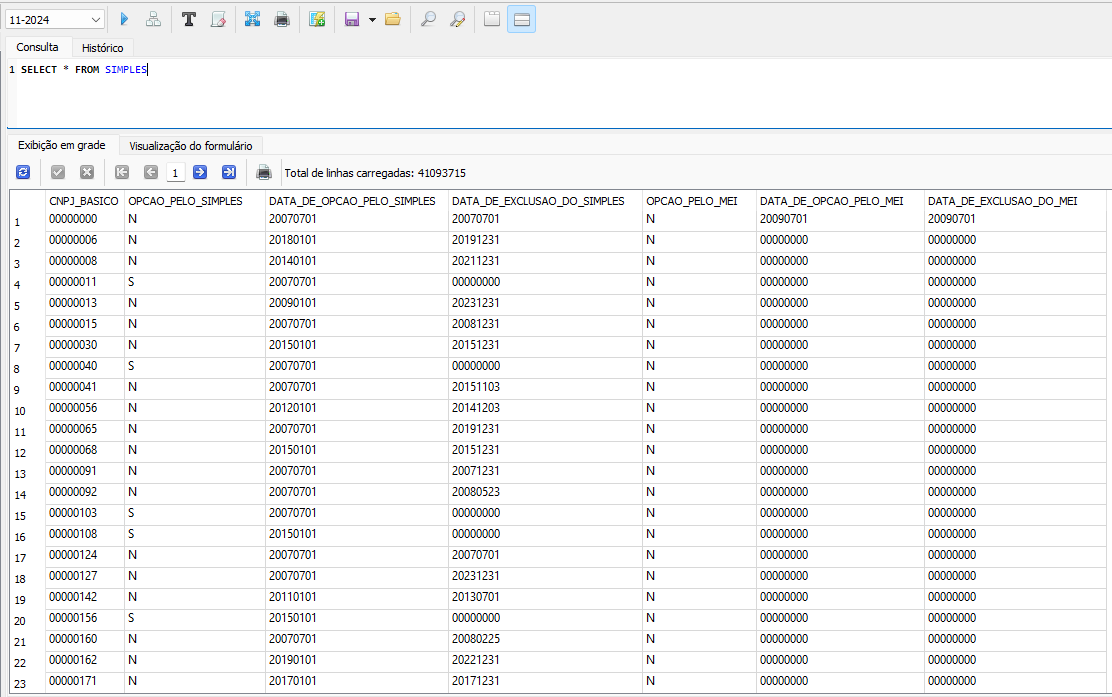 11-2024
Consulta Histórico
1 SELECT * FROM SIMPLES
Exibição em grade Visualização do formulário
1 Total de linhas carregadas: 41093715
CNPJ_BASICO OPCAO_PELO_SIMPLES DATA_DE_OPCAO_PELO_SIMPLES DATA_DE_EXCLUSAO_DO_SIMPLES OPCAO_PELO_MEI DATA_DE_OPCAO_PELO_MEI DATA_DE_EXCLUSAO_DO_MEI
1 00000000 N 20070701 20070701 N 20090701 20090701
2 00000006 N 20180101 20191231 N 00000000 00000000
3 00000008 N 20140101 20211231 N 00000000 00000000
4 00000011 S 20070701 00000000 N 00000000 00000000
5 00000013 N 20090101 20231231 N 00000000 00000000
6 00000015 N 20070701 20081231 N 00000000 00000000
7 00000030 N 20150101 20151231 N 00000000 00000000
8 00000040 S 20070701 00000000 N 00000000 00000000
9 00000041 N 20070701 20151103 N 00000000 00000000
10 00000056 N 20120101 20141203 N 00000000 00000000
11 00000065 N 20070701 20191231 N 00000000 00000000
12 00000068 N 20150101 20151231 N 00000000 00000000
13 00000091 N 20070701 20071231 N 00000000 00000000
14 00000092 N 20070701 20080523 N 00000000 00000000
15 00000103 S 20070701 00000000 N 00000000 00000000
16 00000108 S 20150101 00000000 N 00000000 00000000
17 00000124 N 20070701 20070701 N 00000000 00000000
18 00000127 N 20070701 20231231 N 00000000 00000000
19 00000142 N 20110101 20130701 N 00000000 00000000
20 00000156 S 20150101 00000000 N 00000000 00000000
21 00000160 N 20070701 20080225 N 00000000 00000000
22 00000162 N 20190101 20221231 N 00000000 00000000
23 00000171 N 20170101 20171231 N 00000000 00000000